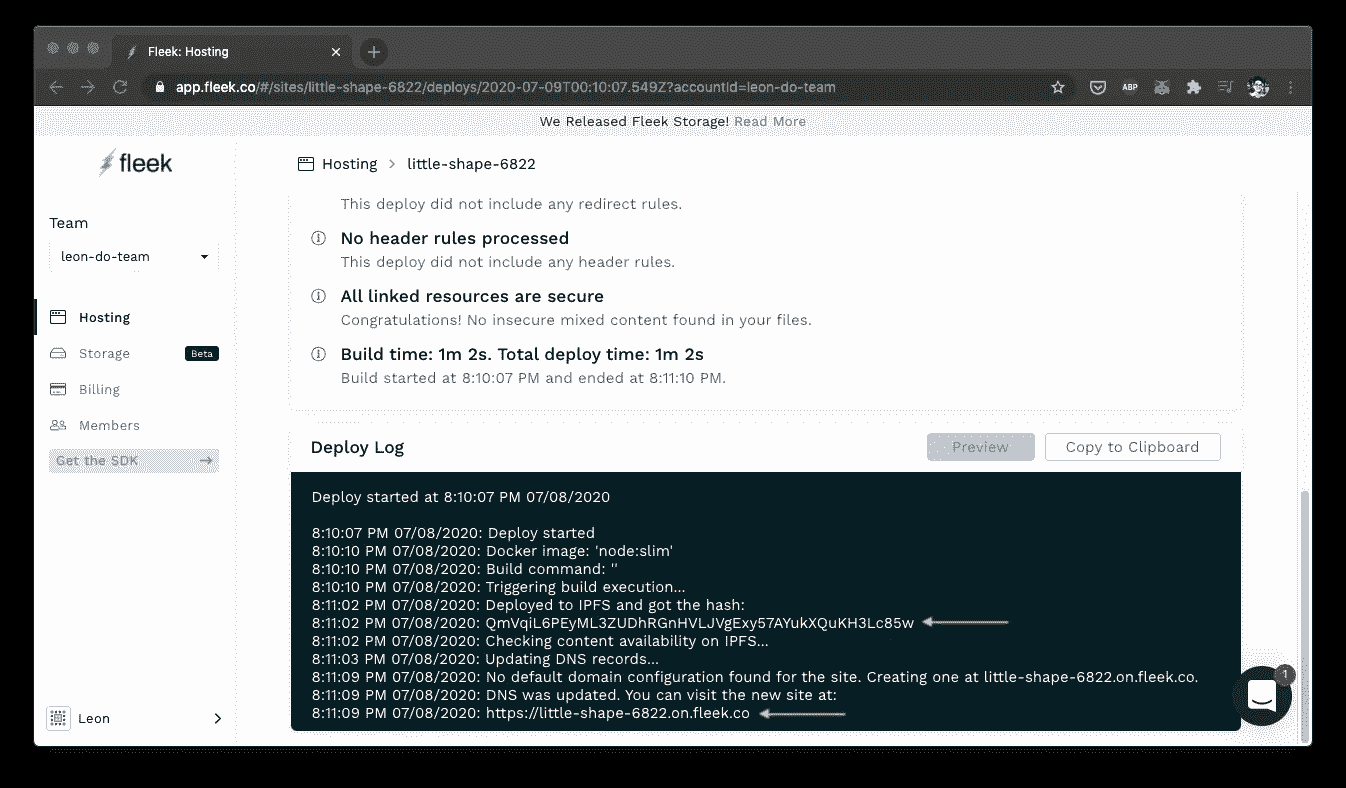 Fleek: Hosting
app.fleek.co/#/sites/little-shape-6822/deploys/2020-07-09T00:10:07.549Z?accountId=leon-do-team
ABP
We Released Fleek Storage! Read More
fleek
Hosting > little-shape-6822
This deploy did not include any redirect rules.
Team
No header rules processed
leon-do-team
This deploy did not include any header rules.
All linked resources are secure
Hosting
Congratulations! No insecure mixed content found in your files.
Storage Beta
Build time: 1m 2s. Total deploy time: 1m 2s
Billing
Build started at 8:10:07 PM and ended at 8:11:10 PM.
Members
Get the SDK
Deploy Log Preview Copy to Clipboard
Deploy started at 8:10:07 PM 07/08/2020
8:10:07 PM 07/08/2020: Deploy started
8:10:10 PM 07/08/2020: Docker image: 'node:slim'
8:10:10 PM 07/08/2020: Build command: ''
8:10:10 PM 07/08/2020: Triggering build execution...
8:11:02 PM 07/08/2020: Deployed to IPFS and got the hash:
8:11:02 PM 07/08/2020: QmVqiL6PEyML3ZUDhRGnHVLJVgExy57AYukXQuKH3Lc85w
8:11:02 PM 07/08/2020: Checking content availability on IPFS...
8:11:03 PM 07/08/2020: Updating DNS records...
8:11:09 PM 07/08/2020: No default domain configuration found for the site. Creating one at little-shape-6822.on.fleek.co.
8:11:09 PM 07/08/2020: DNS was updated. You can visit the new site at:
8:11:09 PM 07/08/2020: https://little-shape-6822.on.fleek.co
1
Leon